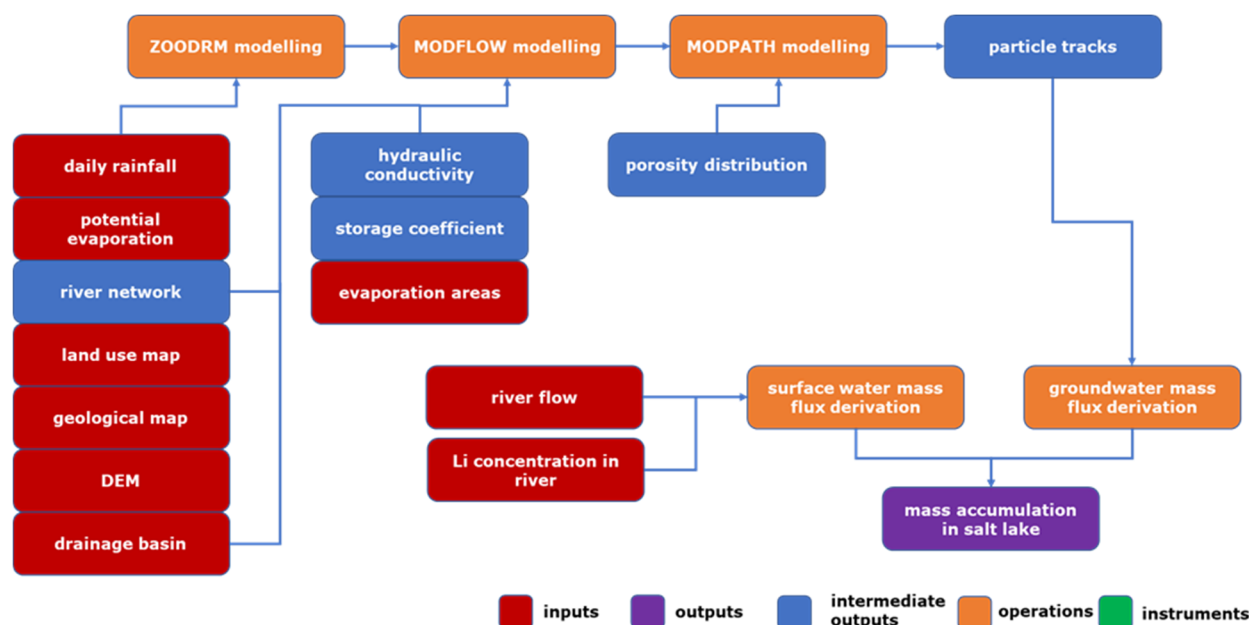 ZOODRM modelling
MODFLOW modelling
MODPATH modelling
particle tracks
daily rainfall
potential
evaporation
river network
land use map
geological map
DEM
drainage basin
hydraulic
conductivity
storage coefficient
evaporation areas
porosity distribution
river flow
Li concentration in
river
surface water mass
flux derivation
groundwater mass
flux derivation
mass accumulation
in salt lake
inputs
outputs
intermediate
outputs
operations
instruments